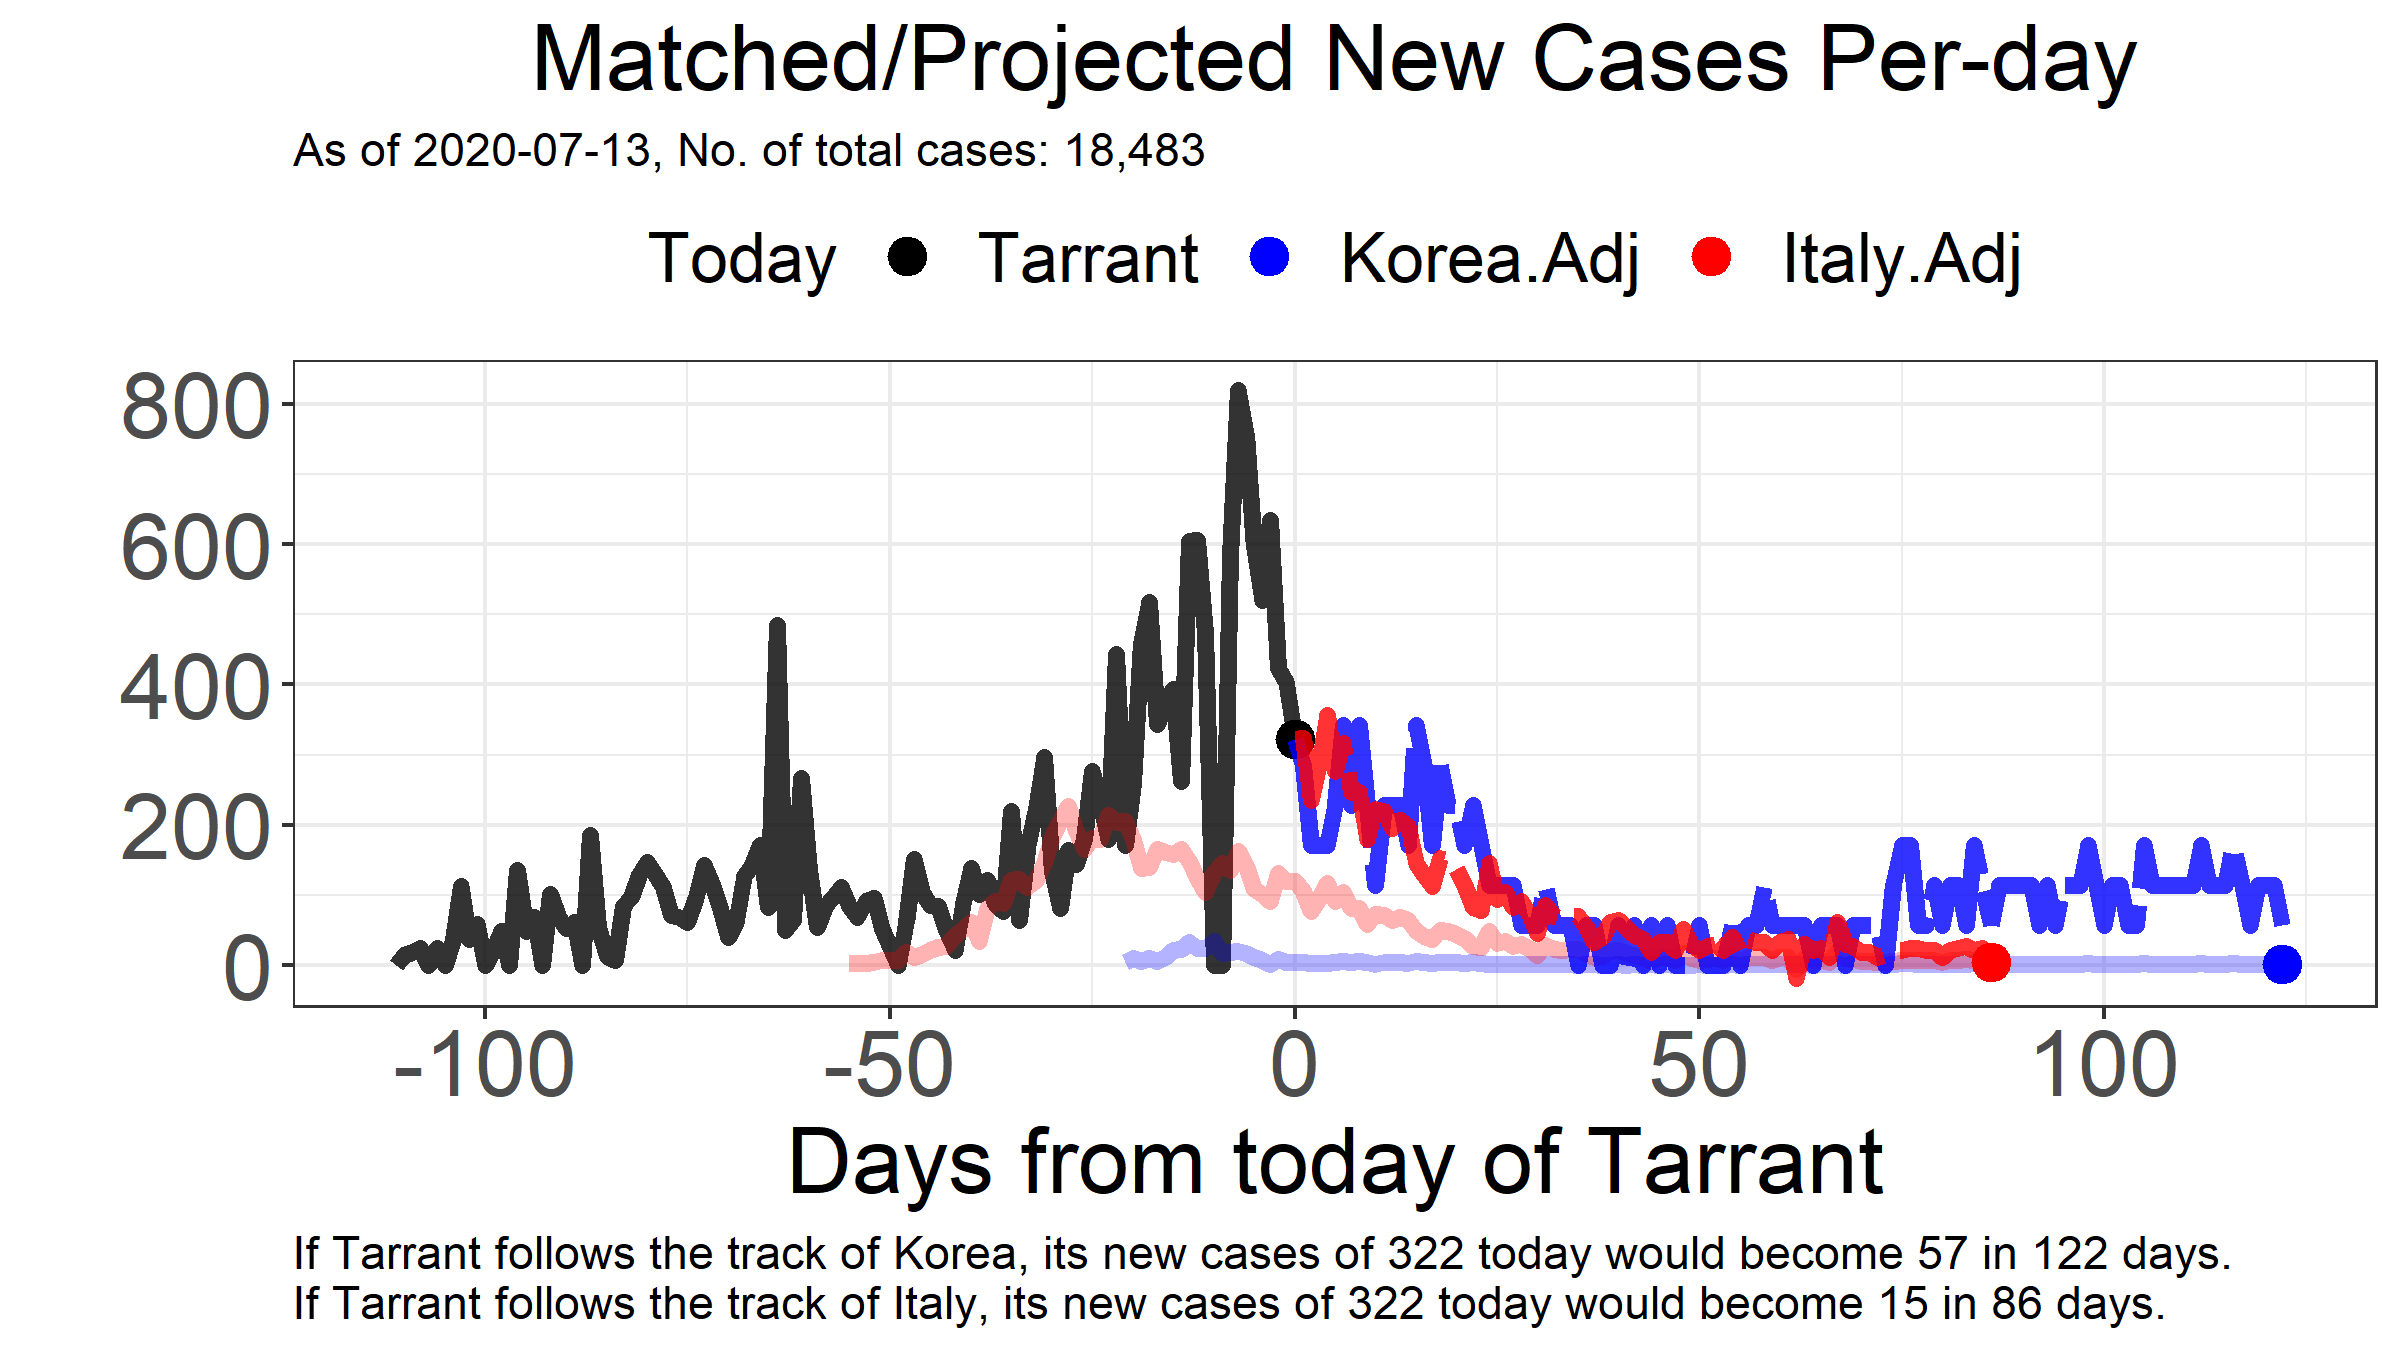 Matched/Projected New Cases Per-day
As of 2020-07-13, No. of total cases: 18,483
Today Tarrant Korea.Adj Italy.Adj
800
600
400
200
0
-100 -50 0 50 100
Days from today of Tarrant
If Tarrant follows the track of Korea, its new cases of 322 today would become 57 in 122 days.
If Tarrant follows the track of Italy, its new cases of 322 today would become 15 in 86 days.